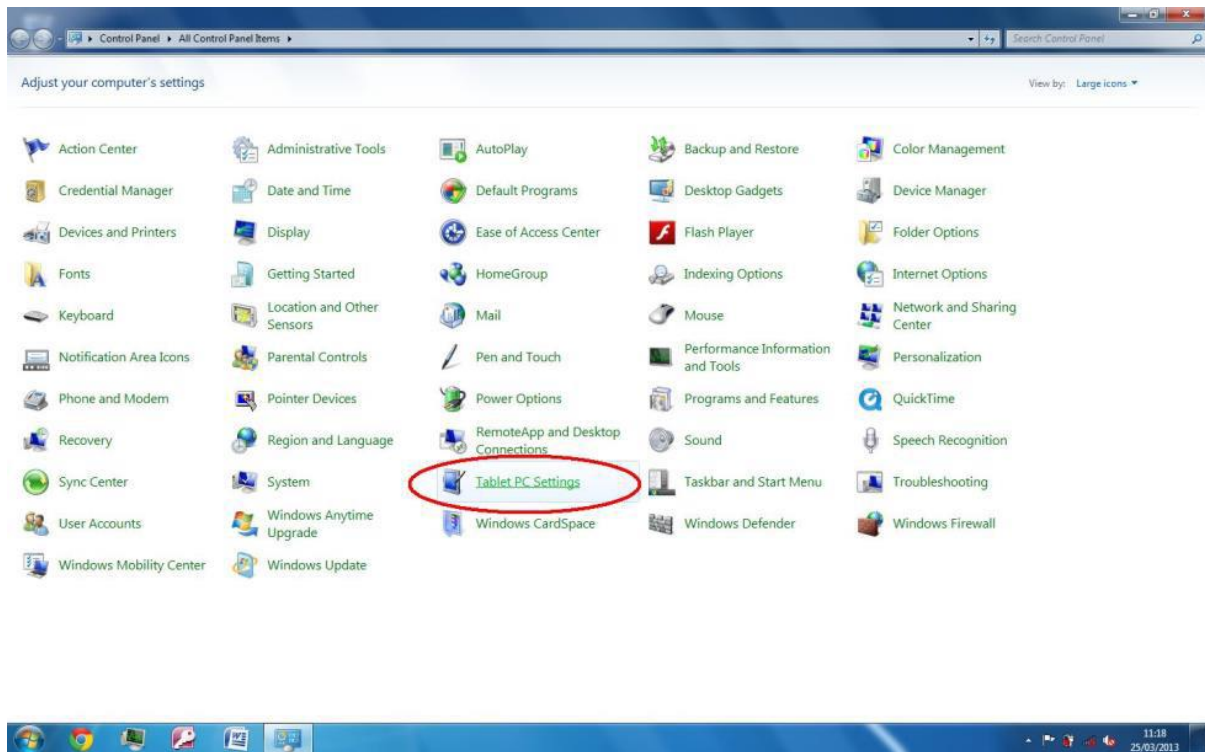 Control Panel All Control Panel Items
Search Control Panel
Adjust your computer's settings
View by: Large icons
Action Center
Administrative Tools
AutoPlay
Backup and Restore
Color Management
Credential Manager
Date and Time
Default Programs
Desktop Gadgets
Device Manager
Devices and Printers
Display
Ease of Access Center
Flash Player
Folder Options
Fonts
Getting Started
HomeGroup
Indexing Options
Internet Options
Keyboard
Location and Other
Sensors
Mail
Mouse
Network and Sharing
Center
Notification Area Icons
Parental Controls
Pen and Touch
Performance Information
and Tools
Personalization
Phone and Modem
Pointer Devices
Power Options
Programs and Features
QuickTime
Recovery
Region and Language
RemoteApp and Desktop
Connections
Sound
Speech Recognition
Sync Center
System
Tablet PC Settings
Taskbar and Start Menu
Troubleshooting
User Accounts
Windows Anytime
Upgrade
Windows CardSpace
Windows Defender
Windows Firewall
Windows Mobility Center
Windows Update
11:18
25/03/2013